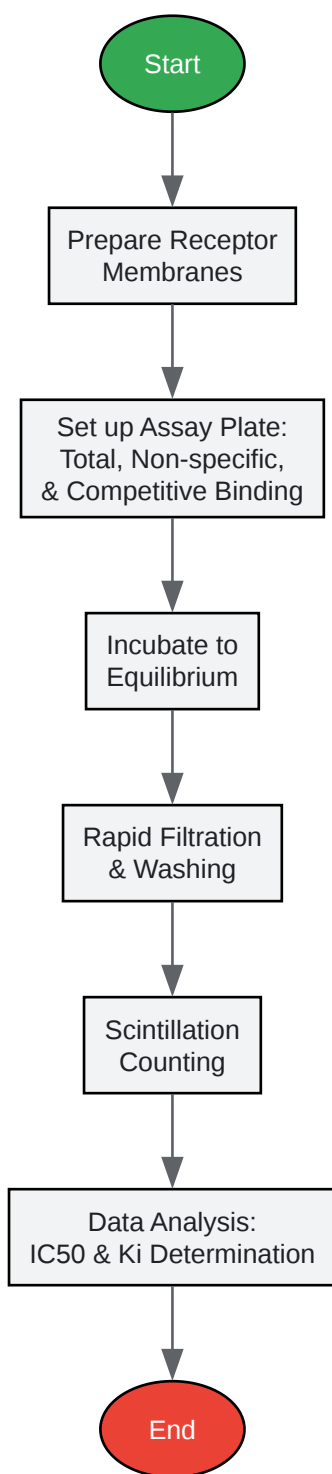 Start
Prepare Receptor
Membranes
Set up Assay Plate:
Total, Non-specific,
& Competitive Binding
Incubate to
Equilibrium
Rapid Filtration
& Washing
Scintillation
Counting
Data Analysis:
IC50 & Ki Determination
End